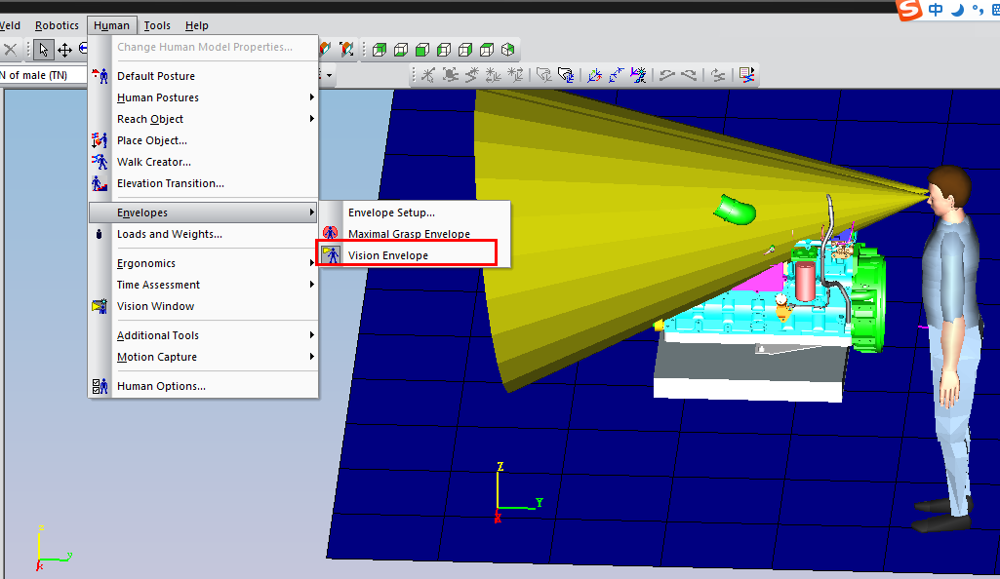 Weld Robotics Human Tools Help
中
Change Human Model Properties...
N of male (TN)
Default Posture
Human Postures
Reach Object
Place Object...
Walk Creator...
Elevation Transition...
Envelopes
Envelope Setup...
Loads and Weights...
Maximal Grasp Envelope
Vision Envelope
Ergonomics
Time Assessment
Vision Window
Additional Tools
Motion Capture
Human Options...
Z
Y
X
z
y
x